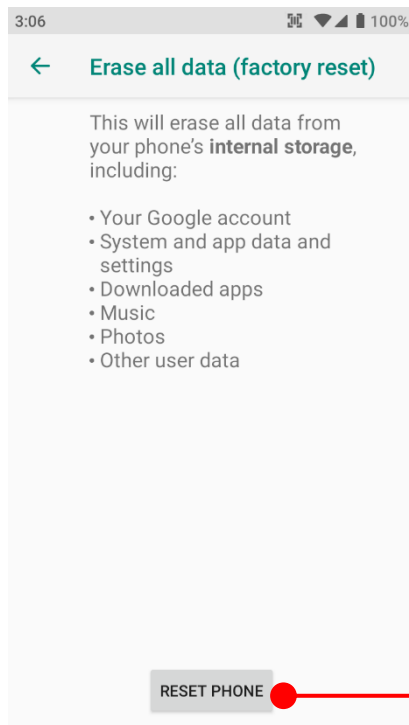 3:06 100%
Erase all data (factory reset)
This will erase all data from
your phone's internal storage,
including:
• Your Google account
• System and app data and
settings
• Downloaded apps
• Music
• Photos
• Other user data
RESET PHONE